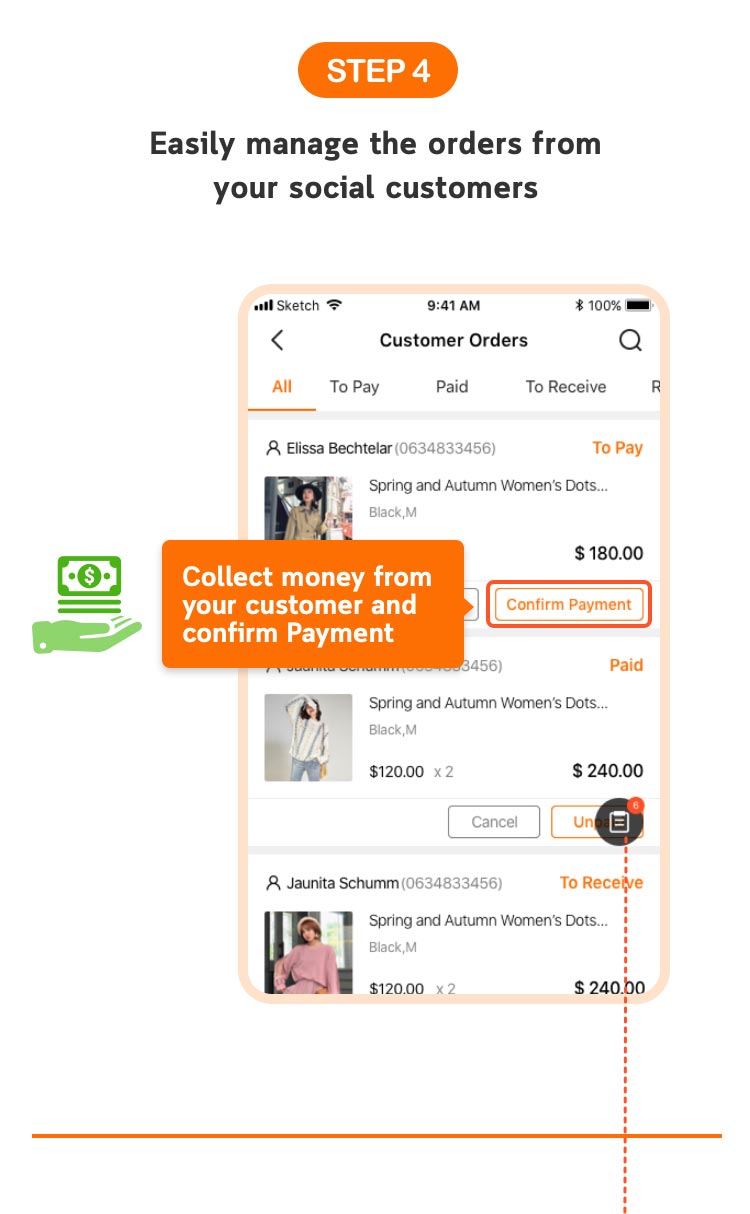 STEP 4
Easily manage the orders from
your social customers
Sketch 9:41 AM 100%
Customer Orders
All To Pay Paid To Receive R
Elissa Bechtelar(0634833456) To Pay
Spring and Autumn Women's Dots...
Black,M
$ 180.00
Collect money from
your customer and
confirm Payment
Confirm Payment
Jaunita Schumm(0634833456) Paid
Spring and Autumn Women's Dots...
Black,M
$120.00 x 2 $ 240.00
6
Cancel Unpa
Jaunita Schumm(0634833456) To Receive
Spring and Autumn Women's Dots...
Black,M
$120.00 x 2 $ 240.00